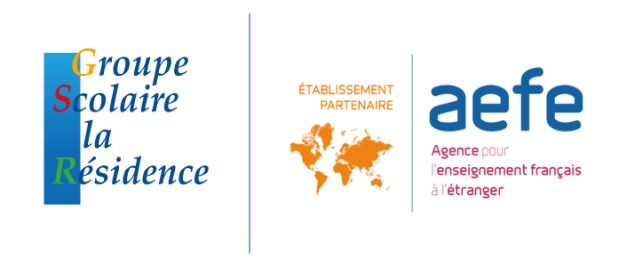 Groupe
Scolaire
la
Résidence
ÉTABLISSEMENT
PARTENAIRE
aefe
Agence pour
l'enseignement français
à l'étranger